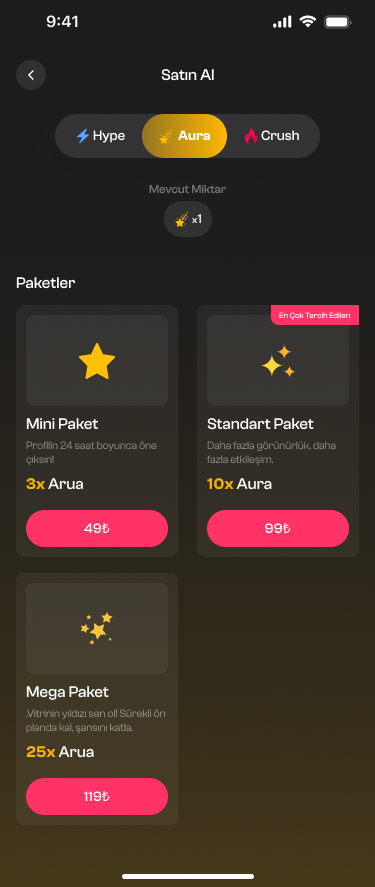 9:41
Satın Al
Hype
Aura
Crush
Mevcut Miktar
x1
Paketler
En Çok Tercih Edilen
Mini Paket
Profilin 24 saat boyunca öne
çıksın!
3x Arua
49₺
Standart Paket
Daha fazla görünürlük, daha
fazla etkileşim.
10x Aura
99₺
Mega Paket
.Vitrinin yıldızı sen ol! Sürekli ön
planda kal, şansını katla.
25x Arua
119₺